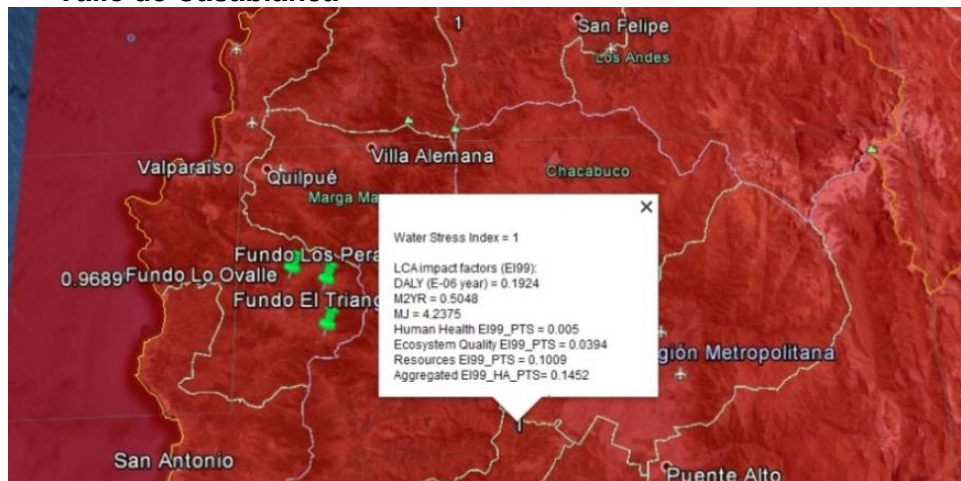 1
San Felipe
Los Andes
Valparaíso
Villa Alemana
Quilpué
Chacabuco
Marga Ma
Fundo Los Pera
0.9689
Fundo Lo Ovalle
Fundo El Triang
Water Stress Index = 1
LCA impact factors (EI99):
DALY (E-06 year) = 0.1924
M2YR = 0.5048
MJ = 4.2375
Human Health EI99_PTS = 0.005
Ecosystem Quality EI99_PTS = 0.0394
Resources EI99_PTS = 0.1009
Aggregated EI99_HA_PTS= 0.1452
gión Metropolitana
1
San Antonio
Puente Alto